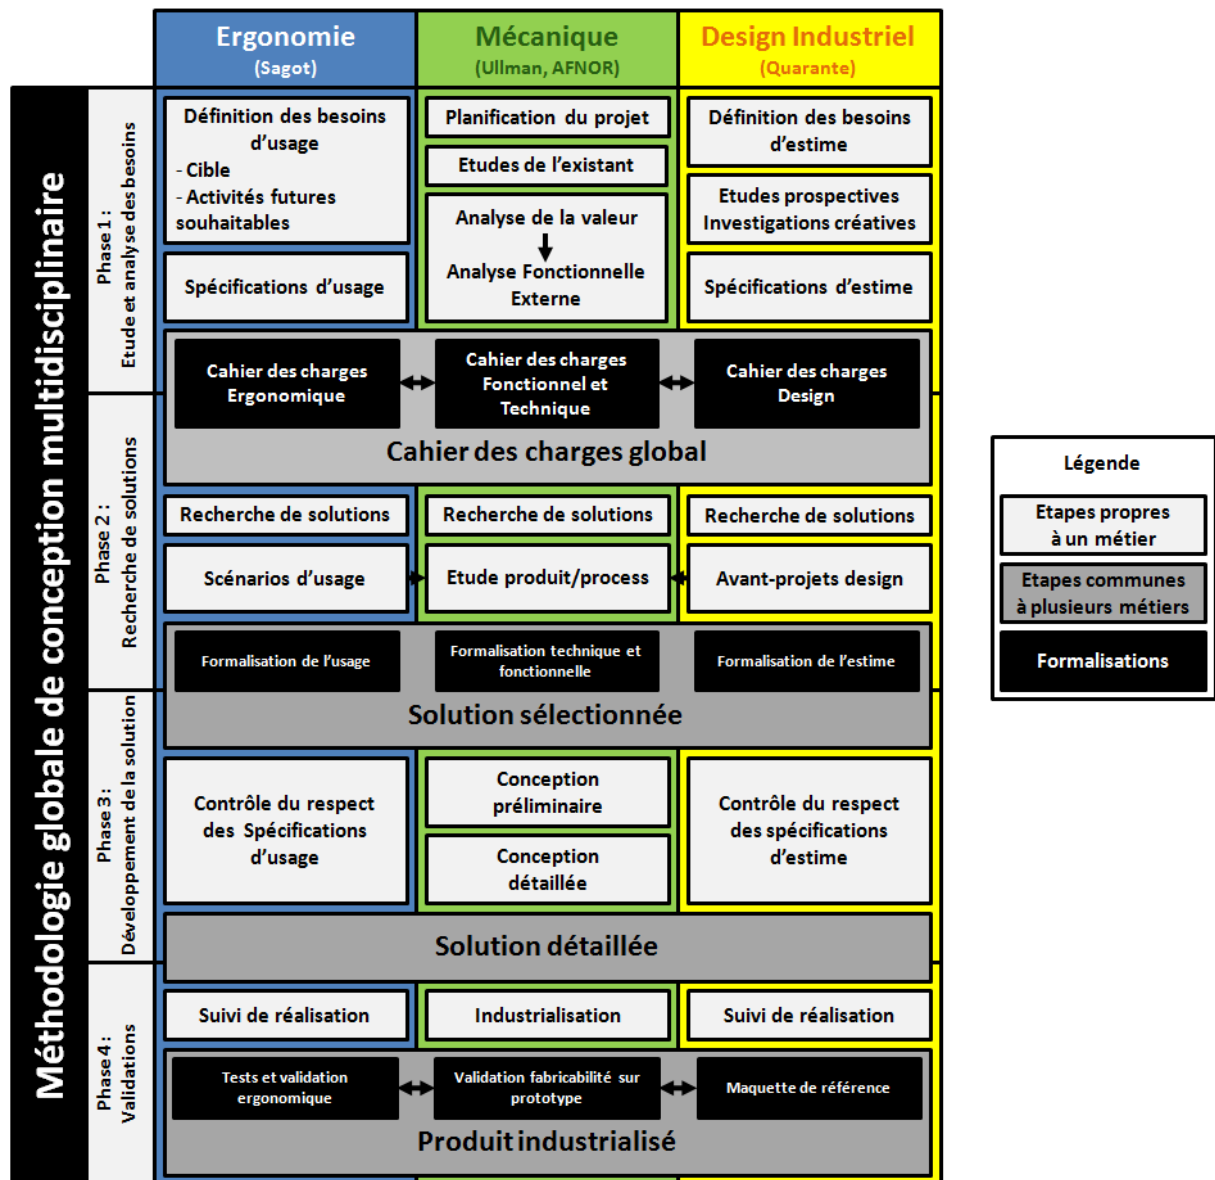 Ergonomie
(Sagot)
Mécanique
(Ullman, AFNOR)
Design Industriel
(Quarante)
Méthodologie globale de conception multidisciplinaire
Phase 1 :
Etude et analyse des besoins
Définition des besoins
d'usage
- Cible
- Activités futures
souhaitables
Spécifications d'usage
Planification du projet
Etudes de l'existant
Analyse de la valeur
Analyse Fonctionnelle
Externe
Définition des besoins
d'estime
Etudes prospectives
Investigations créatives
Spécifications d'estime
Cahier des charges
Ergonomique
Cahier des charges
Fonctionnel et
Technique
Cahier des charges
Design
Cahier des charges global
Phase 2 :
Recherche de solutions
Recherche de solutions
Scénarios d'usage
Recherche de solutions
Etude produit/process
Recherche de solutions
Avant-projets design
Formalisation de l'usage
Formalisation technique et
fonctionnelle
Formalisation de l'estime
Solution sélectionnée
Phase 3 :
Développement de la solution
Contrôle du respect
des Spécifications
d'usage
Conception
préliminaire
Conception
détaillée
Contrôle du respect
des spécifications
d'estime
Solution détaillée
Phase 4 :
Validations
Suivi de réalisation
Industrialisation
Suivi de réalisation
Tests et validation
ergonomique
Validation fabricabilité sur
prototype
Maquette de référence
Produit industrialisé
Légende
Etapes propres
à un métier
Etapes communes
à plusieurs métiers
Formalisations